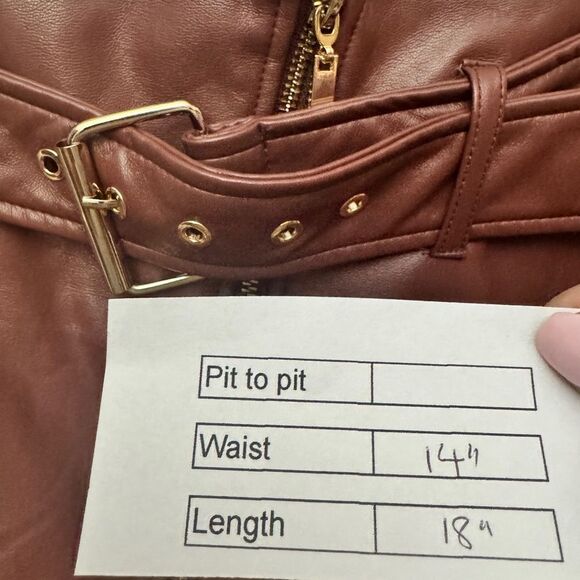 Pit to pit
Waist 14"
Length 18"